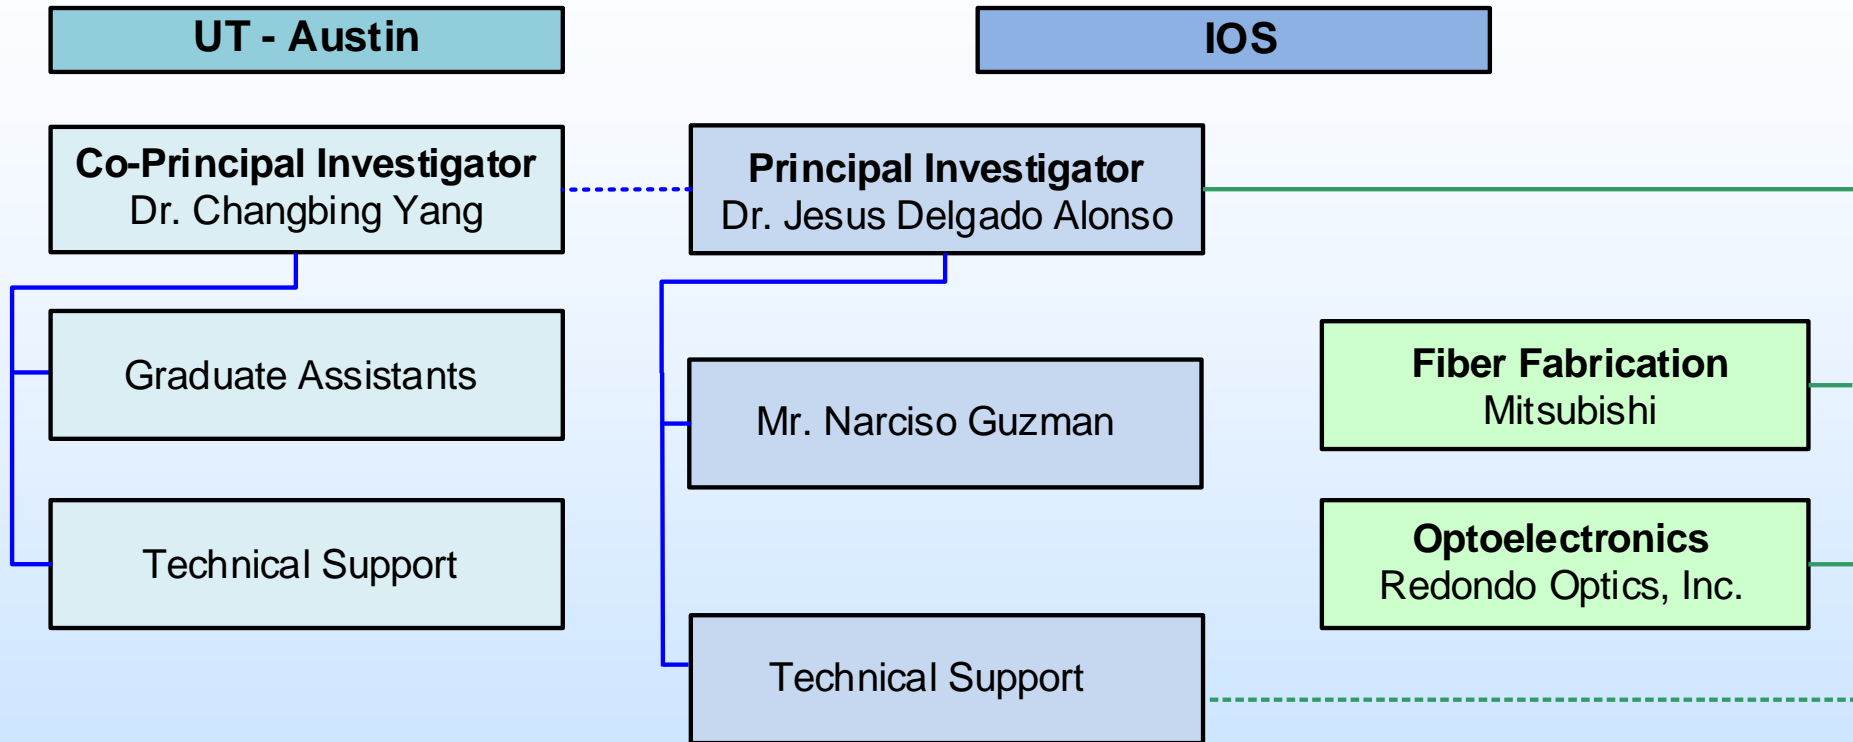 UT - Austin
IOS
Co-Principal Investigator
Dr. Changbing Yang
Principal Investigator
Dr. Jesus Delgado Alonso
Graduate Assistants
Mr. Narciso Guzman
Fiber Fabrication
Mitsubishi
Technical Support
Optoelectronics
Redondo Optics, Inc.
Technical Support